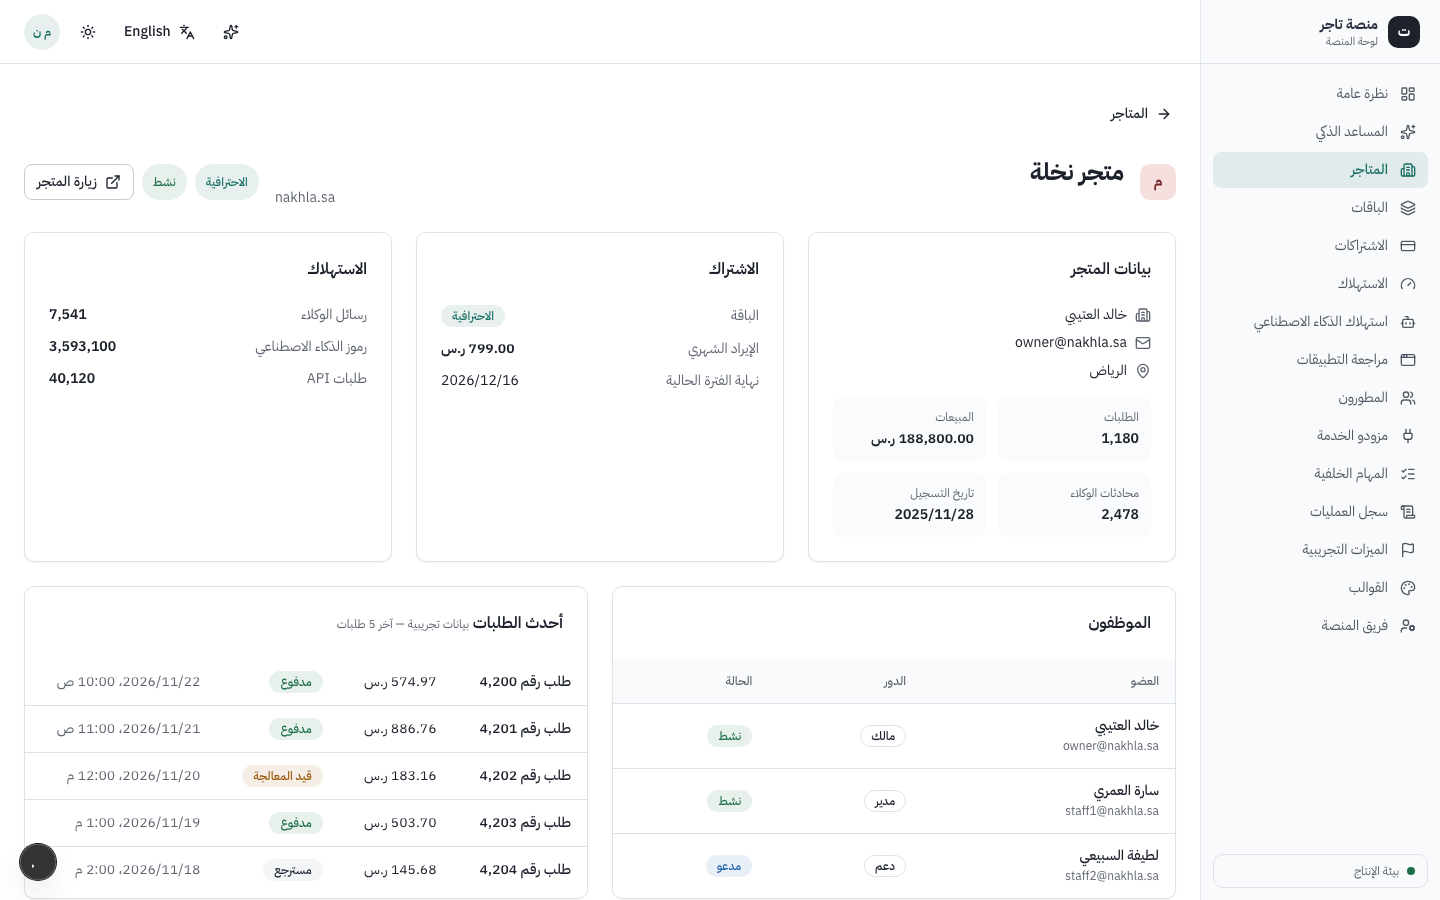 ت
منصة تاجر
لوحة المنصة
نظرة عامة
المساعد الذكي
المتاجر
الباقات
الاشتراكات
الاستهلاك
استهلاك الذكاء الاصطناعي
مراجعة التطبيقات
المطورون
مزودو الخدمة
المهام الخلفية
سجل العمليات
الميزات التجريبية
القوالب
فريق المنصة
بيئة الإنتاج
English
م ن
المتاجر
م
متجر نخلة
nakhla.sa
الاحترافية
نشط
زيارة المتجر
بيانات المتجر
خالد العتيبي
owner@nakhla.sa
الرياض
الطلبات
1,180
المبيعات
188,800.00 ر.س
محادثات الوكلاء
2,478
تاريخ التسجيل
2025/11/28
الاشتراك
الباقة الاحترافية
الإيراد الشهري 799.00 ر.س
نهاية الفترة الحالية 2026/12/16
الاستهلاك
رسائل الوكلاء 7,541
رموز الذكاء الاصطناعي 3,593,100
طلبات API 40,120
الموظفون
العضو الدور الحالة
خالد العتيبي
owner@nakhla.sa
مالك نشط
سارة العمري
staff1@nakhla.sa
مدير نشط
لطيفة السبيعي
staff2@nakhla.sa
دعم مدعو
أحدث الطلبات بيانات تجريبية — آخر 5 طلبات
طلب رقم 4,200 574.97 ر.س مدفوع 2026/11/22، 10:00 ص
طلب رقم 4,201 886.76 ر.س مدفوع 2026/11/21، 11:00 ص
طلب رقم 4,202 183.16 ر.س قيد المعالجة 2026/11/20، 12:00 م
طلب رقم 4,203 503.70 ر.س مدفوع 2026/11/19، 1:00 م
طلب رقم 4,204 145.68 ر.س مسترجع 2026/11/18، 2:00 م